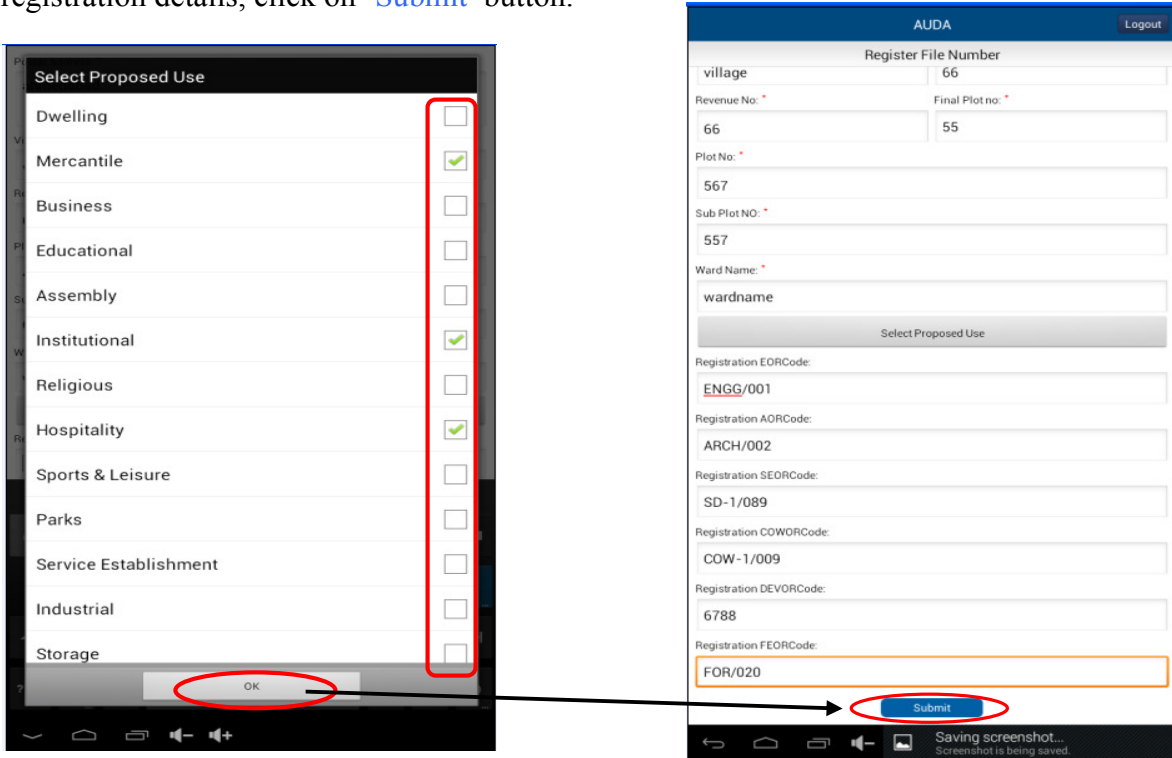 registration details, click on "Submit" button.
Select Proposed Use
Dwelling
Mercantile
Business
Educational
Assembly
Institutional
Religious
Hospitality
Sports & Leisure
Parks
Service Establishment
Industrial
Storage
OK
AUDA
Logout
Register File Number
village 66
Revenue No: * Final Plot no: *
66 55
Plot No: *
567
Sub Plot NO: *
557
Ward Name: *
wardname
Select Proposed Use
Registration EORCode:
ENGG/001
Registration AORCode:
ARCH/002
Registration SEORCode:
SD-1/089
Registration COWORCode:
COW-1/009
Registration DEVORCode:
6788
Registration FEORCode:
FOR/020
Submit
Saving screenshot...
Screenshot is being saved.